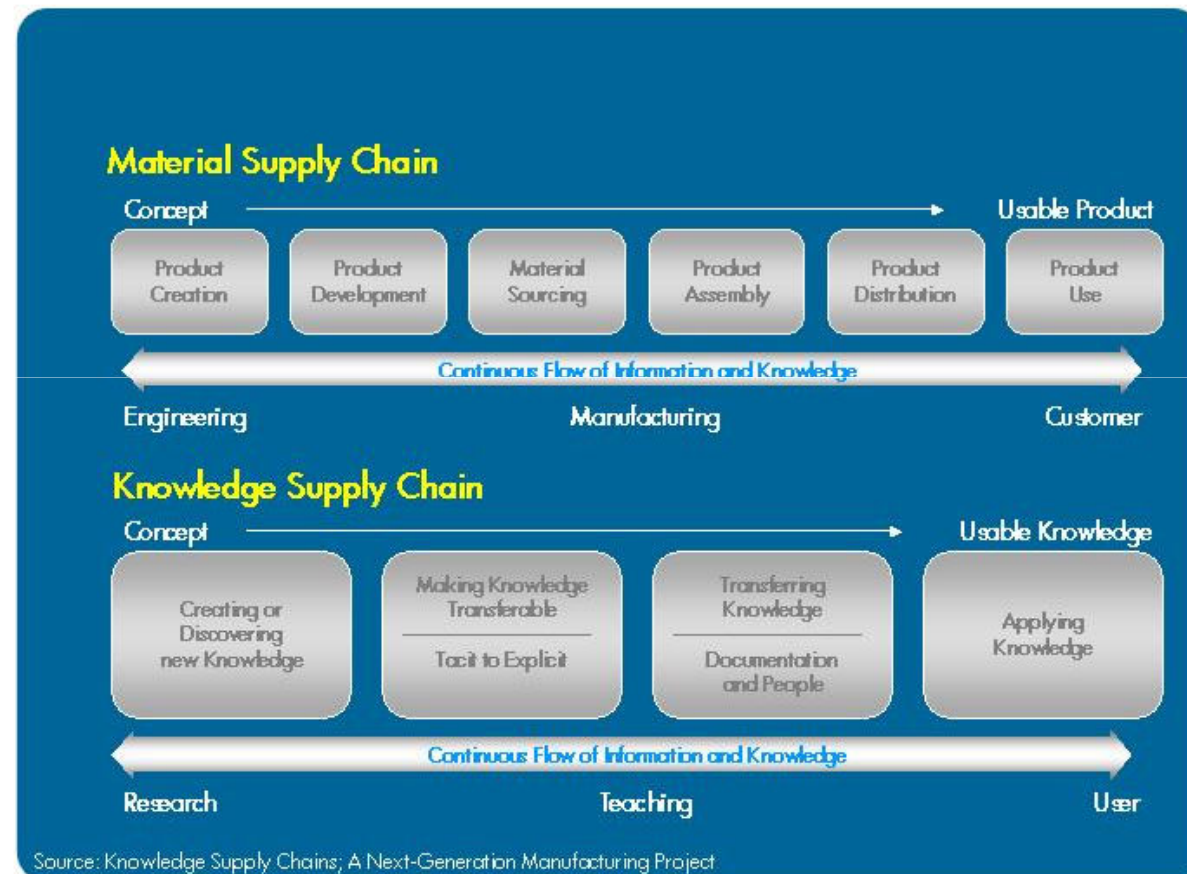 Material Supply Chain
Concept
Usable Product
Product
Creation
Product
Development
Material
Sourcing
Product
Assembly
Product
Distribution
Product
Use
Continuous Flow of Information and Knowledge
Engineering
Manufacturing
Customer
Knowledge Supply Chain
Concept
Usable Knowledge
Creating or
Discovering
new Knowledge
Making Knowledge
Transferable
Tacit to Explicit
Transferring
Knowledge
Documentation
and People
Applying
Knowledge
Continuous Flow of Information and Knowledge
Research
Teaching
User
Source: Knowledge Supply Chains; A Next-Generation Manufacturing Project